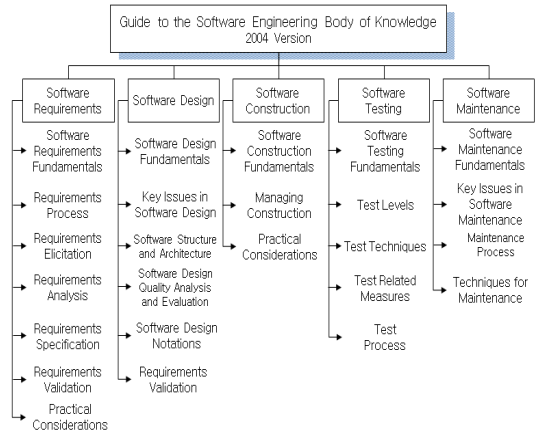 Guide to the Software Engineering Body of Knowledge
2004 Version
Software
Requirements
Software
Requirements
Fundamentals
Requirements
Process
Requirements
Elicitation
Requirements
Analysis
Requirements
Specification
Requirements
Validation
Practical
Considerations
Software Design
Software Design
Fundamentals
Key Issues in
Software Design
Software Structure
and Architecture
Software Design
Quality Analysis
and Evaluation
Software Design
Notations
Requirements
Validation
Software
Construction
Software
Construction
Fundamentals
Managing
Construction
Practical
Considerations
Software
Testing
Software
Testing
Fundamentals
Test Levels
Test Techniques
Test Related
Measures
Test
Process
Software
Maintenance
Software
Maintenance
Fundamentals
Key Issues in
Software
Maintenance
Maintenance
Process
Techniques for
Maintenance